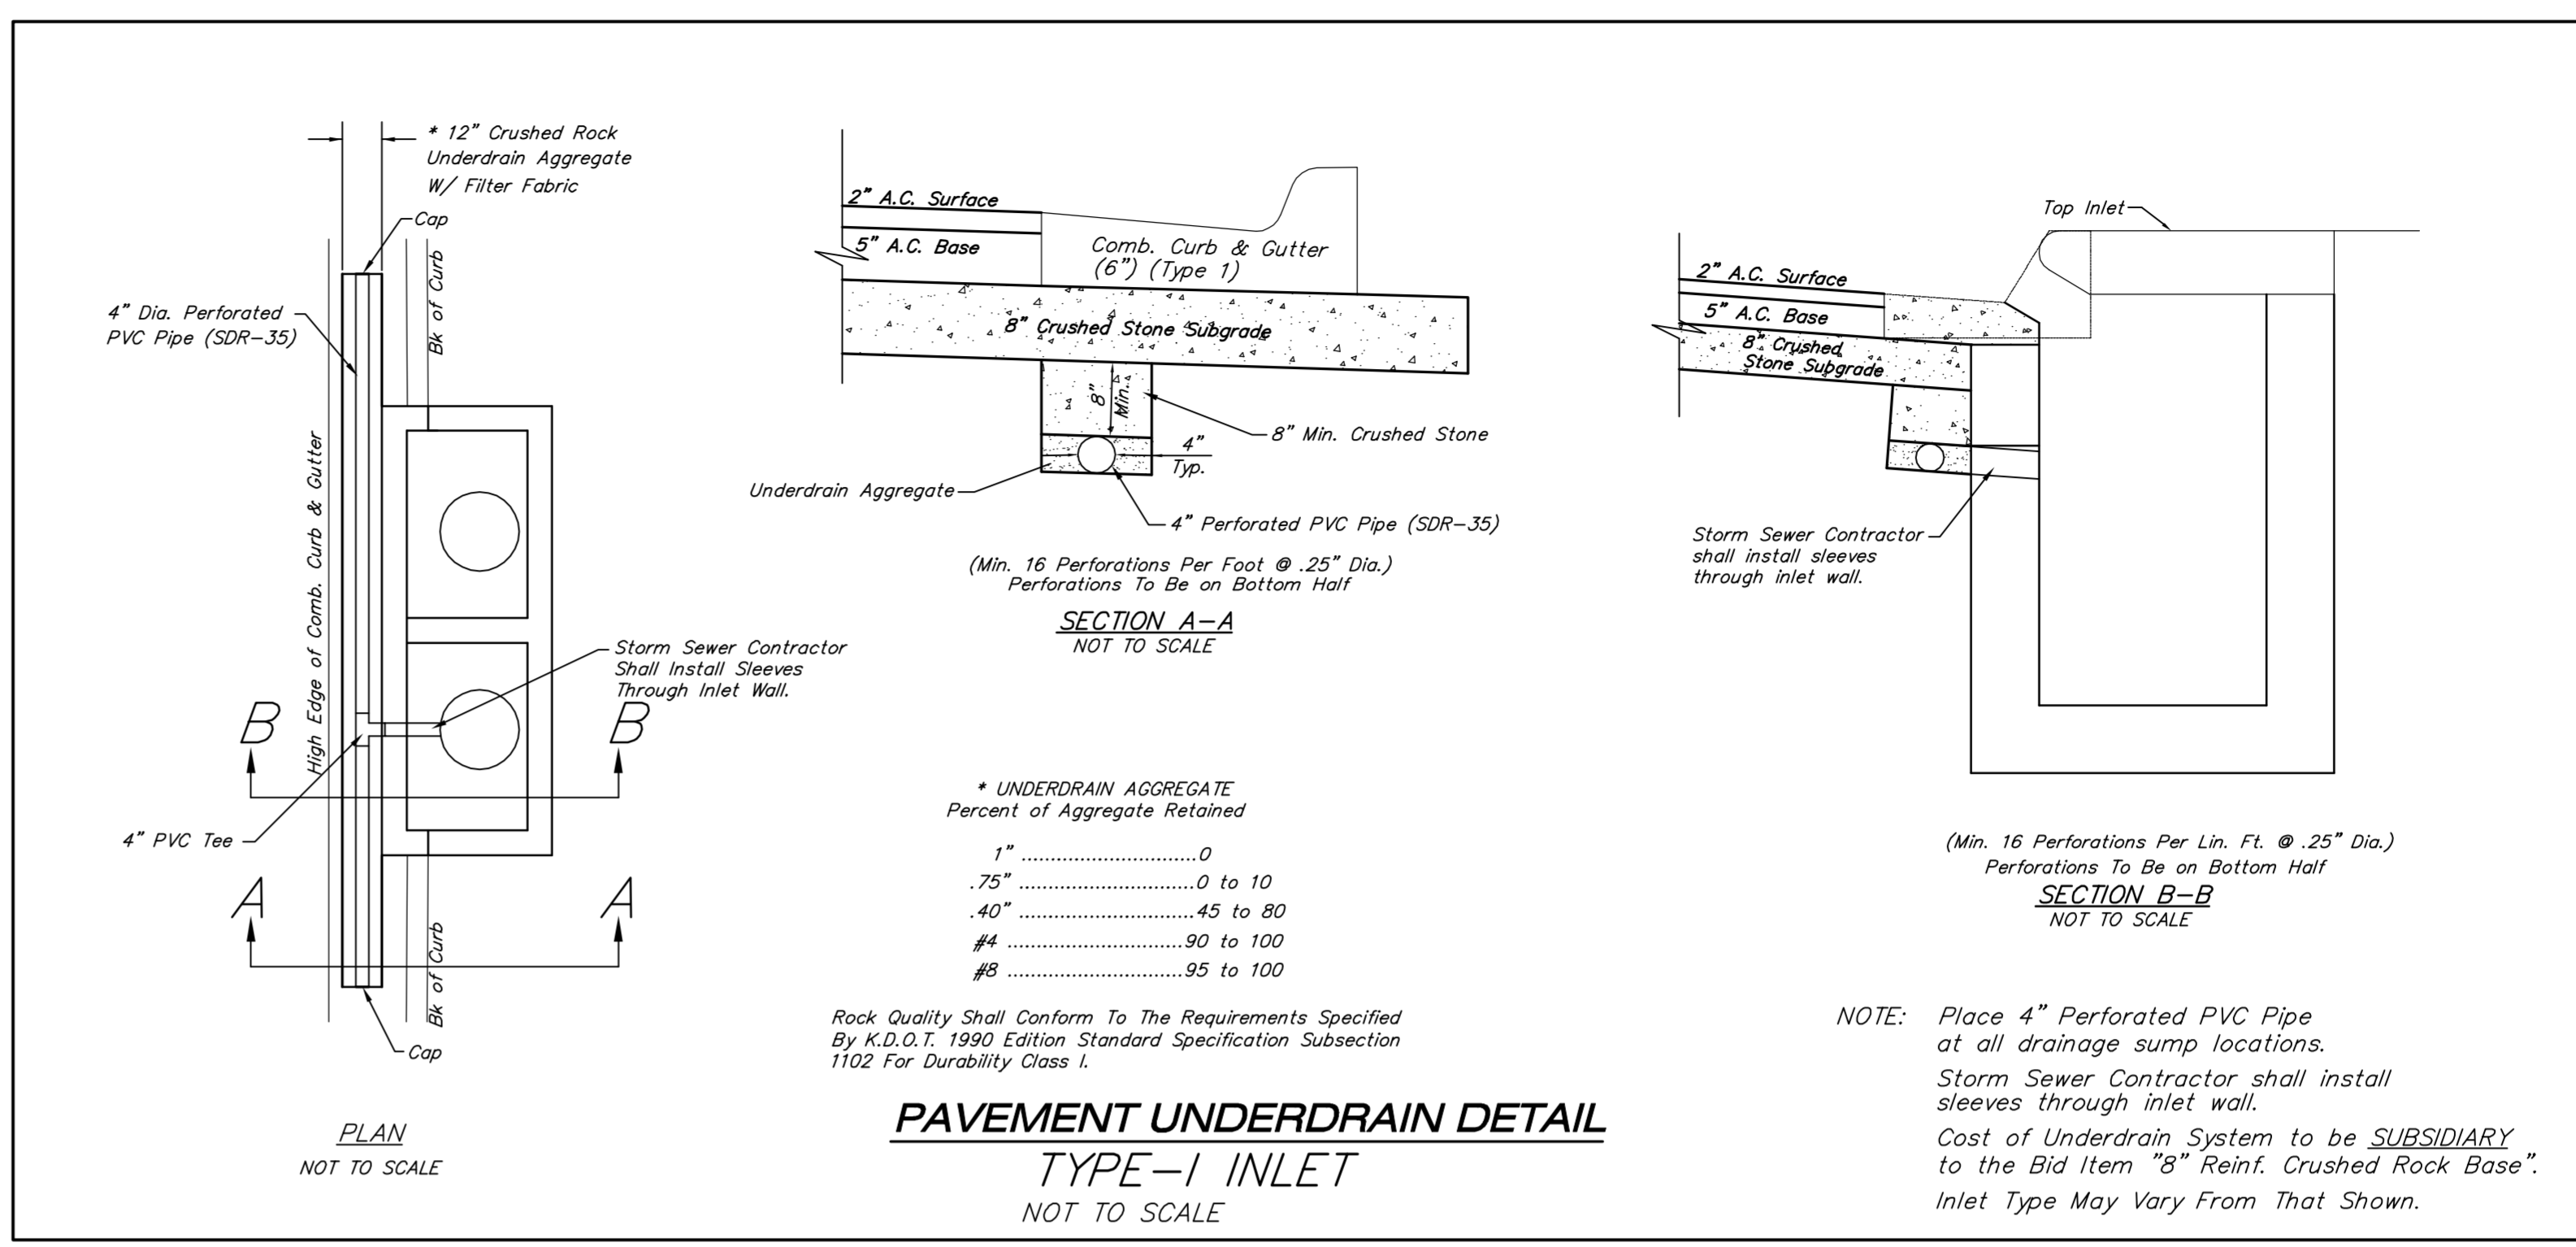 * 12" Crushed Rock
Underdrain Aggregate
W/ Filter Fabric
Cap
Bk of Curb
4" Dia. Perforated
PVC Pipe (SDR-35)
High Edge of Comb. Curb & Gutter
Storm Sewer Contractor
Shall Install Sleeves
Through Inlet Wall.
B
B
4" PVC Tee
A
A
Bk of Curb
Cap
PLAN
NOT TO SCALE
2" A.C. Surface
5" A.C. Base
Comb. Curb & Gutter
(6") (Type 1)
8" Crushed Stone Subgrade
8"
Min.
8" Min. Crushed Stone
4"
Typ.
Underdrain Aggregate
4" Perforated PVC Pipe (SDR-35)
(Min. 16 Perforations Per Foot @ .25" Dia.)
Perforations To Be on Bottom Half
SECTION A-A
NOT TO SCALE
* UNDERDRAIN AGGREGATE
Percent of Aggregate Retained
1" ..............................0
.75" ..............................0 to 10
.40" ..............................45 to 80
#4 ..............................90 to 100
#8 ..............................95 to 100
Rock Quality Shall Conform To The Requirements Specified
By K.D.O.T. 1990 Edition Standard Specification Subsection
1102 For Durability Class I.
PAVEMENT UNDERDRAIN DETAIL
TYPE-I INLET
NOT TO SCALE
Top Inlet
2" A.C. Surface
5" A.C. Base
8" Crushed
Stone Subgrade
Storm Sewer Contractor
shall install sleeves
through inlet wall.
(Min. 16 Perforations Per Lin. Ft. @ .25" Dia.)
Perforations To Be on Bottom Half
SECTION B-B
NOT TO SCALE
NOTE: Place 4" Perforated PVC Pipe
at all drainage sump locations.
Storm Sewer Contractor shall install
sleeves through inlet wall.
Cost of Underdrain System to be SUBSIDIARY
to the Bid Item "8" Reinf. Crushed Rock Base".
Inlet Type May Vary From That Shown.